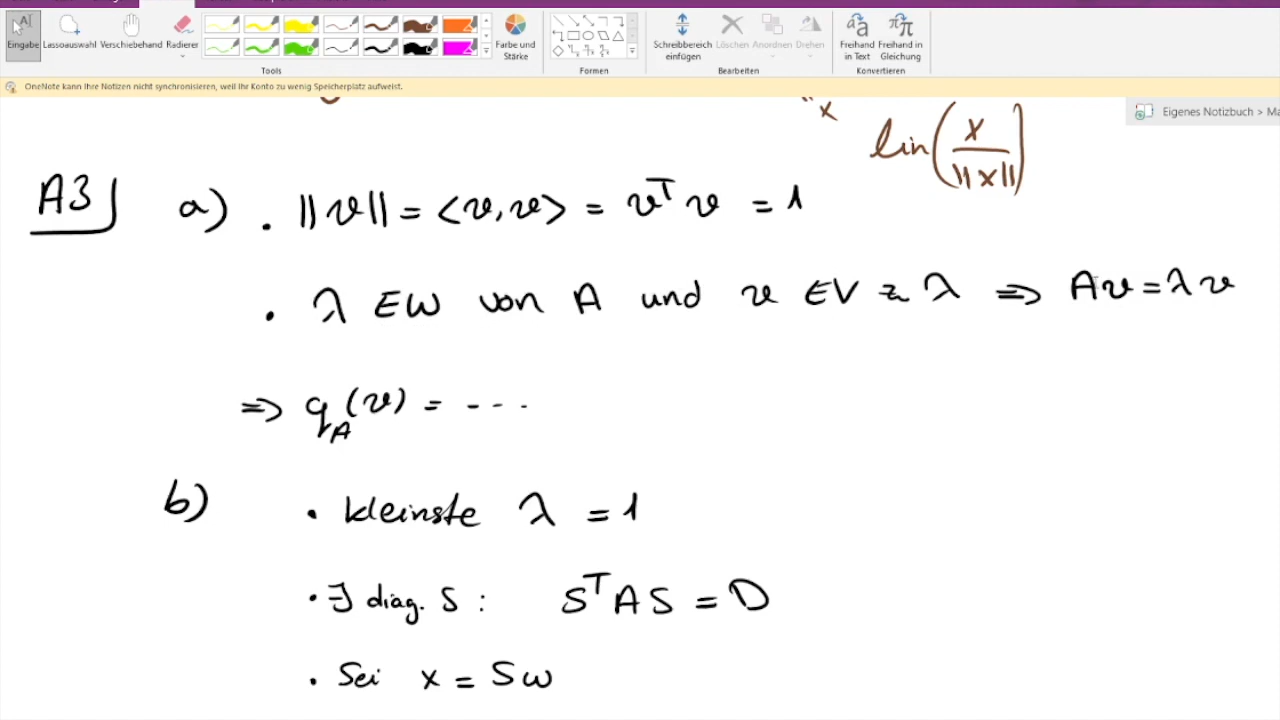 Eingabe Lassoauswahl Verschiebehand Radierer Farbe und Stärke Schreibbereich einfügen Löschen Anordnen Drehen Freihand in Text Freihand in Gleichung
Tools Formen Bearbeiten Konvertieren
OneNote kann Ihre Notizen nicht synchronisieren, weil Ihr Konto zu wenig Speicherplatz aufweist.
Eigenes Notizbuch > Ma
x
lin(x/||x||)
A3 a) • ||v|| = <v,v> = v^T v = 1
• λ EW von A und v EV z λ => Av = λv
=> q_A(v) = ---.
b) • kleinste λ = 1
• ∃ diag. S : S^T A S = D
• Sei x = Sw